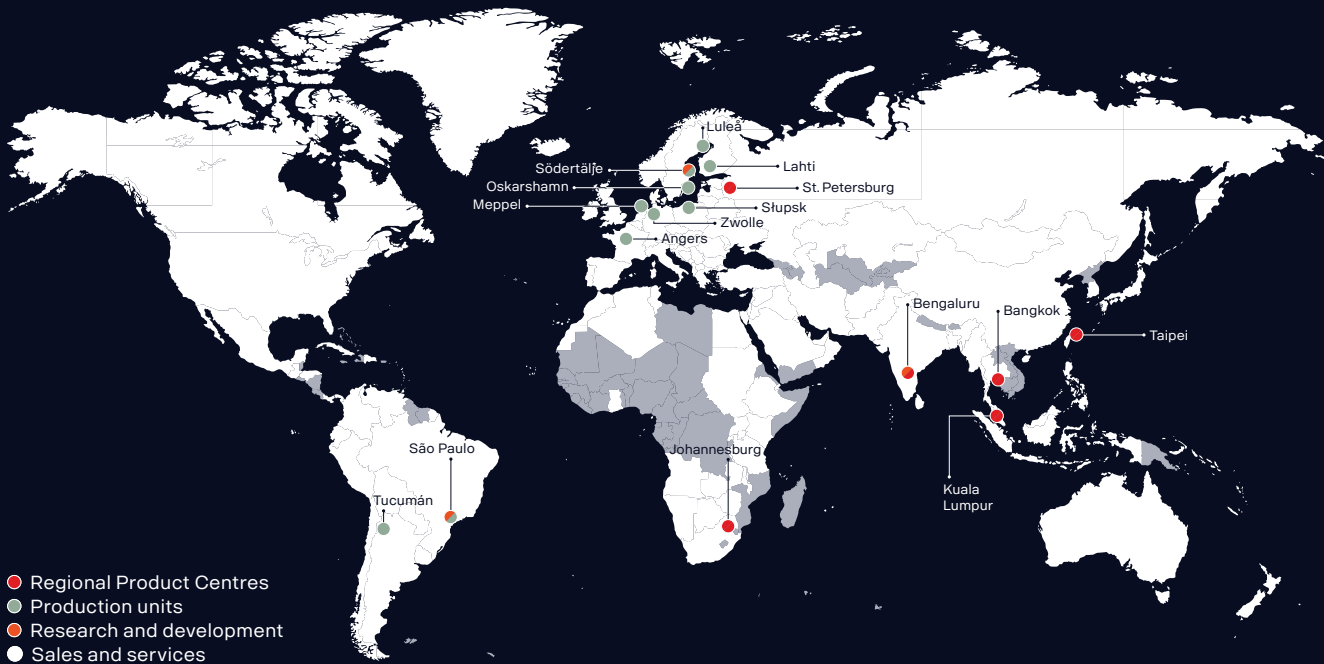 Luleå
Södertälje
Lahti
Oskarshamn
St. Petersburg
Meppel
Słupsk
Zwolle
Angers
Bengaluru
Bangkok
Taipei
São Paulo
Johannesburg
Tucumán
Kuala
Lumpur
Regional Product Centres
Production units
Research and development
Sales and services